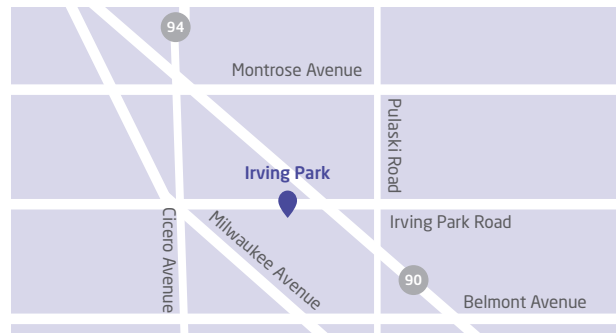 94
Montrose Avenue
Pulaski Road
Irving Park
Irving Park Road
Cicero Avenue
Milwaukee Avenue
90
Belmont Avenue